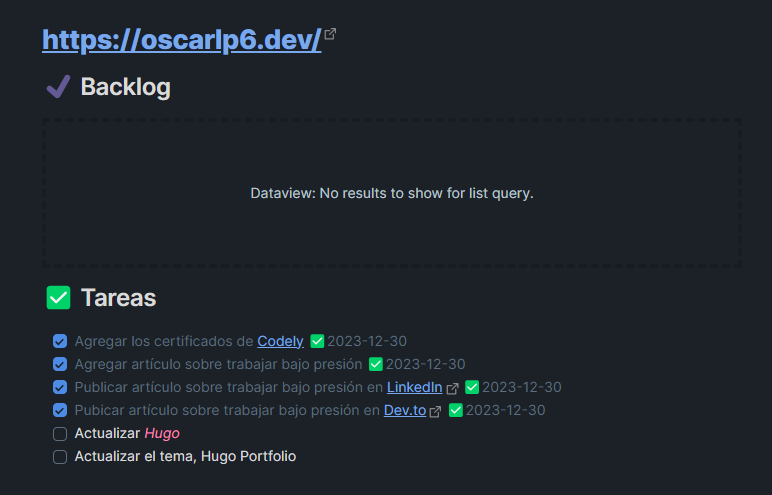 https://oscarlp6.dev/
✔ Backlog
Dataview: No results to show for list query.
✅ Tareas
Agregar los certificados de Codely ✅ 2023-12-30
Agregar artículo sobre trabajar bajo presión ✅ 2023-12-30
Publicar artículo sobre trabajar bajo presión en LinkedIn ✅ 2023-12-30
Pubicar artículo sobre trabajar bajo presión en Dev.to ✅ 2023-12-30
Actualizar Hugo
Actualizar el tema, Hugo Portfolio